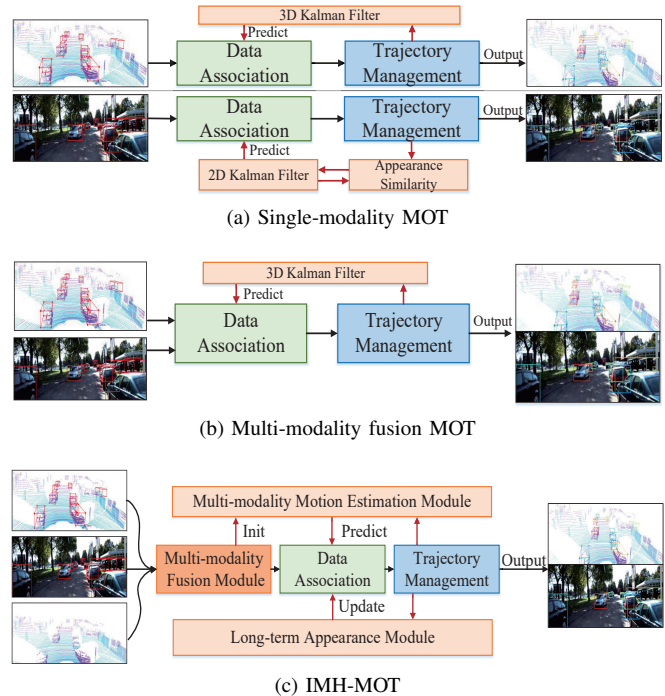 3D Kalman Filter
Predict
Data
Association
Trajectory
Management
Output
Data
Association
Trajectory
Management
Output
Predict
2D Kalman Filter
Appearance
Similarity
(a) Single-modality MOT
3D Kalman Filter
Predict
Data
Association
Trajectory
Management
Output
(b) Multi-modality fusion MOT
Multi-modality Motion Estimation Module
Init
Predict
Multi-modality
Fusion Module
Data
Association
Trajectory
Management
Output
Update
Long-term Appearance Module
(c) IMH-MOT